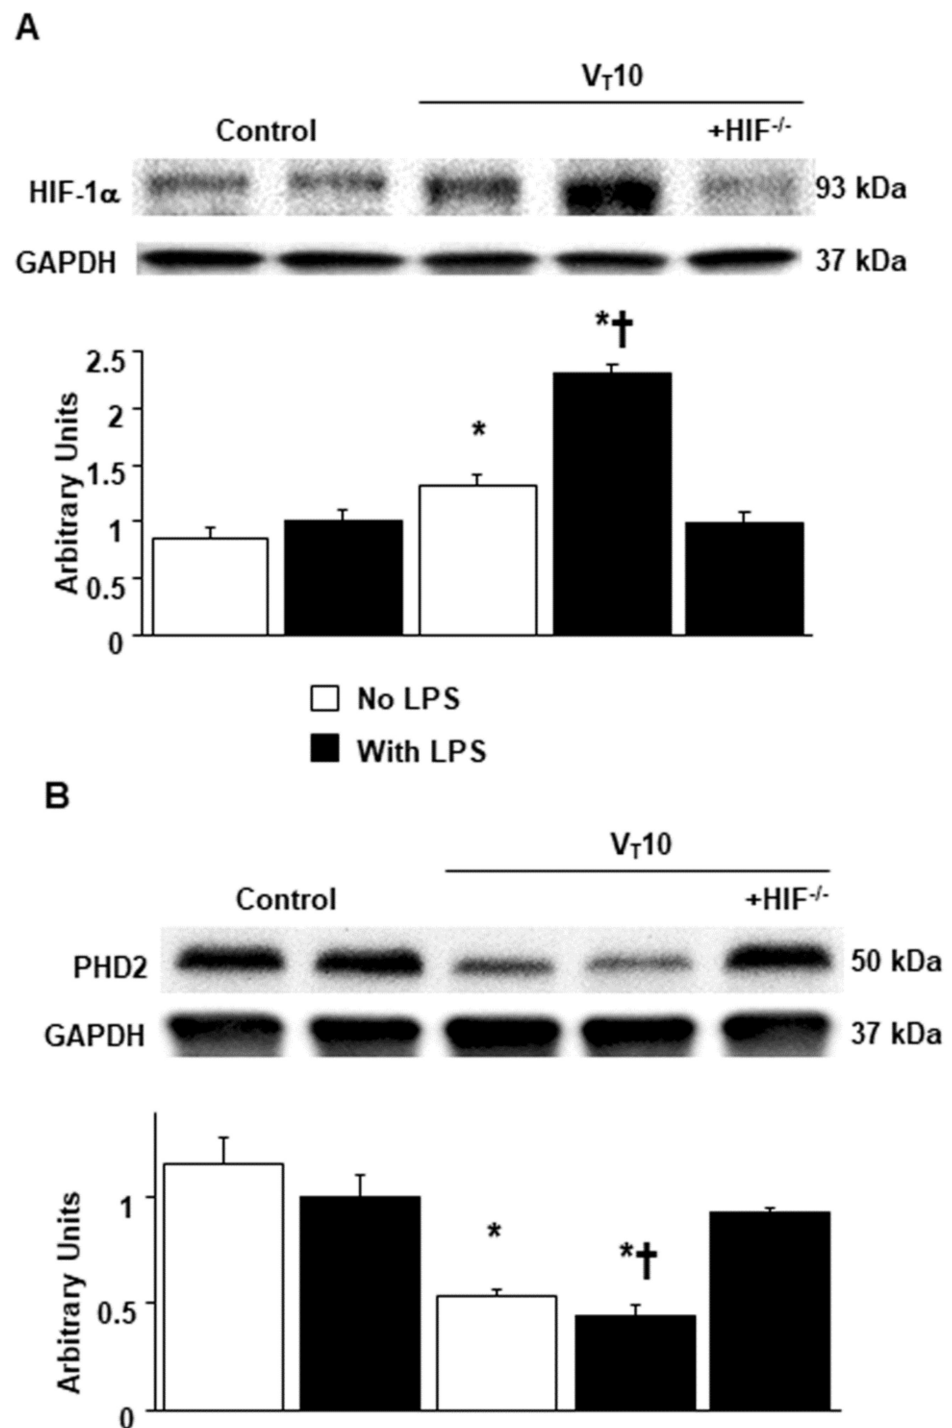 A
V_T10
Control +HIF-/-
HIF-1α 93 kDa
GAPDH 37 kDa
*†
2.5
2
*
1.5
1
0.5
0
Arbitrary Units
No LPS
With LPS
B
V_T10
Control +HIF-/-
PHD2 50 kDa
GAPDH 37 kDa
1
*
*†
0.5
0
Arbitrary Units